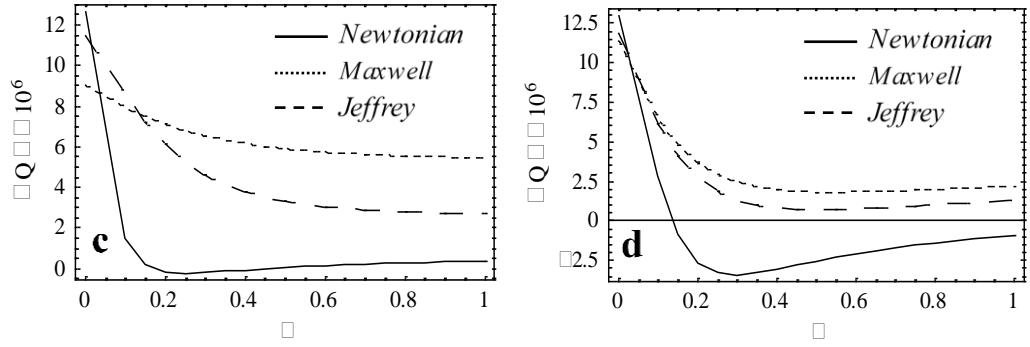 12
10
8
6
4
2
0
□ Q □ □ □ 10⁶
Newtonian
Maxwell
Jeffrey
c
0 0.2 0.4 0.6 0.8 1
□
12.5
10
7.5
5
2.5
0
□2.5
□ Q □ □ □ 10⁶
Newtonian
Maxwell
Jeffrey
d
0 0.2 0.4 0.6 0.8 1
□